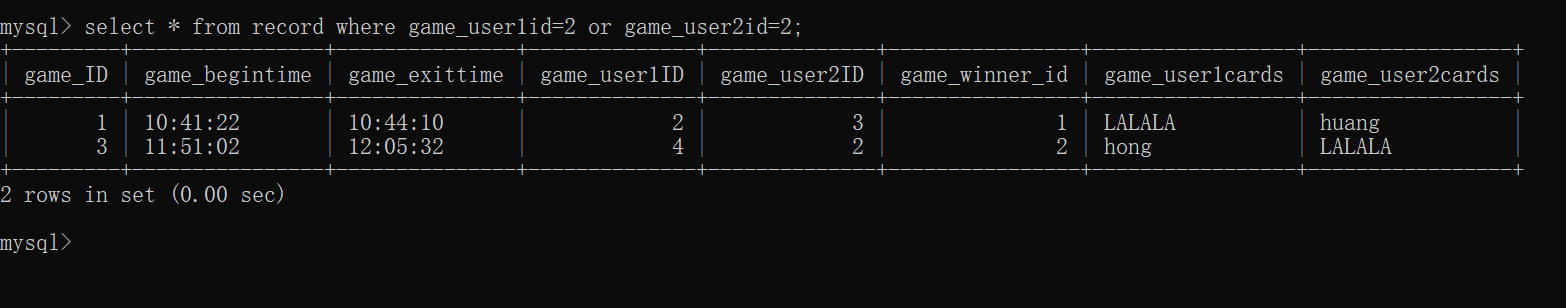 mysql> select * from record where game_user1id=2 or game_user2id=2;
+---------+----------------+---------------+--------------+--------------+----------------+-----------------+-----------------+
| game_ID | game_begintime | game_exittime | game_user1ID | game_user2ID | game_winner_id | game_user1cards | game_user2cards |
+---------+----------------+---------------+--------------+--------------+----------------+-----------------+-----------------+
| 1 | 10:41:22 | 10:44:10 | 2 | 3 | 1 | LALALA | huang |
| 3 | 11:51:02 | 12:05:32 | 4 | 2 | 2 | hong | LALALA |
+---------+----------------+---------------+--------------+--------------+----------------+-----------------+-----------------+
2 rows in set (0.00 sec)
mysql>